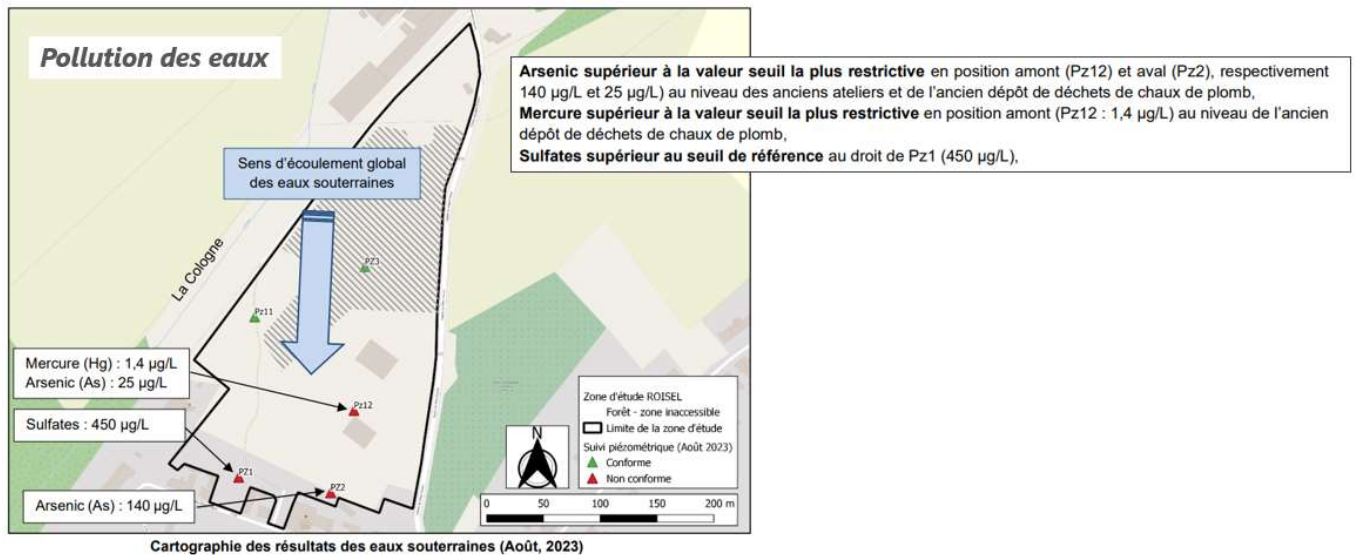 Pollution des eaux
Arsenic supérieur à la valeur seuil la plus restrictive en position amont (Pz12) et aval (Pz2), respectivement
140 µg/L et 25 µg/L) au niveau des anciens ateliers et de l'ancien dépôt de déchets de chaux de plomb,
Mercure supérieur à la valeur seuil la plus restrictive en position amont (Pz12 : 1,4 µg/L) au niveau de l'ancien
dépôt de déchets de chaux de plomb,
Sulfates supérieur au seuil de référence au droit de Pz1 (450 µg/L),
Sens d'écoulement global
des eaux souterraines
La Cologne
PZ3
Pz11
Mercure (Hg) : 1,4 µg/L
Arsenic (As) : 25 µg/L
Pz12
Sulfates : 450 µg/L
PZ1
PZ2
Arsenic (As) : 140 µg/L
N
Zone d'étude ROISEL
Forêt - zone inaccessible
Limite de la zone d'étude
Suivi piézométrique (Août 2023)
Conforme
Non conforme
0 50 100 150 200 m
Cartographie des résultats des eaux souterraines (Août, 2023)